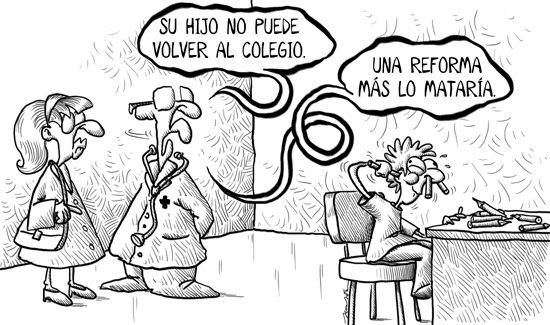 SU HIJO NO PUEDE
VOLVER AL COLEGIO.
UNA REFORMA
MÁS LO MATARÍA.